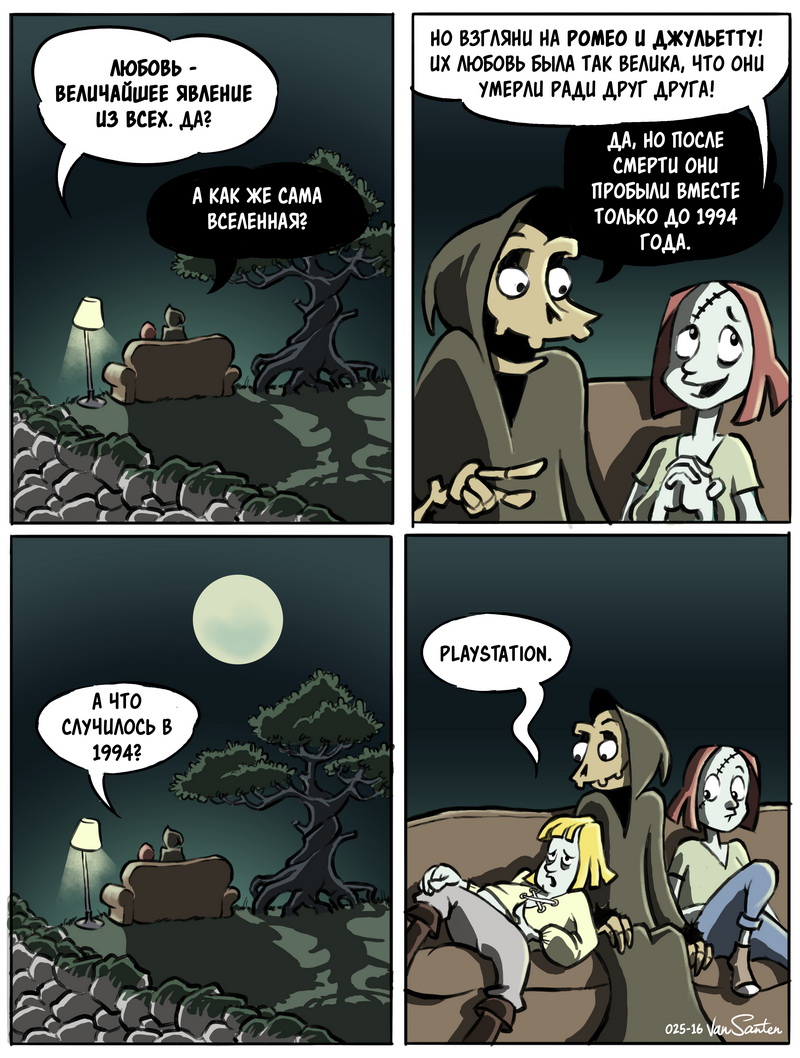 ЛЮБОВЬ -
ВЕЛИЧАЙШЕЕ ЯВЛЕНИЕ
ИЗ ВСЕХ. ДА?
А КАК ЖЕ САМА
ВСЕЛЕННАЯ?
НО ВЗГЛЯНИ НА РОМЕО И ДЖУЛЬЕТТУ!
ИХ ЛЮБОВЬ БЫЛА ТАК ВЕЛИКА, ЧТО ОНИ
УМЕРЛИ РАДИ ДРУГ ДРУГА!
ДА, НО ПОСЛЕ
СМЕРТИ ОНИ
ПРОБЫЛИ ВМЕСТЕ
ТОЛЬКО ДО 1994
ГОДА.
А ЧТО
СЛУЧИЛОСЬ В
1994?
PLAYSTATION.
025-16 VanSanten